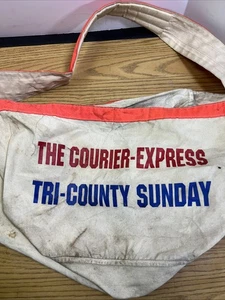 THE COURIER-EXPRESS
TRI-COUNTY SUNDAY